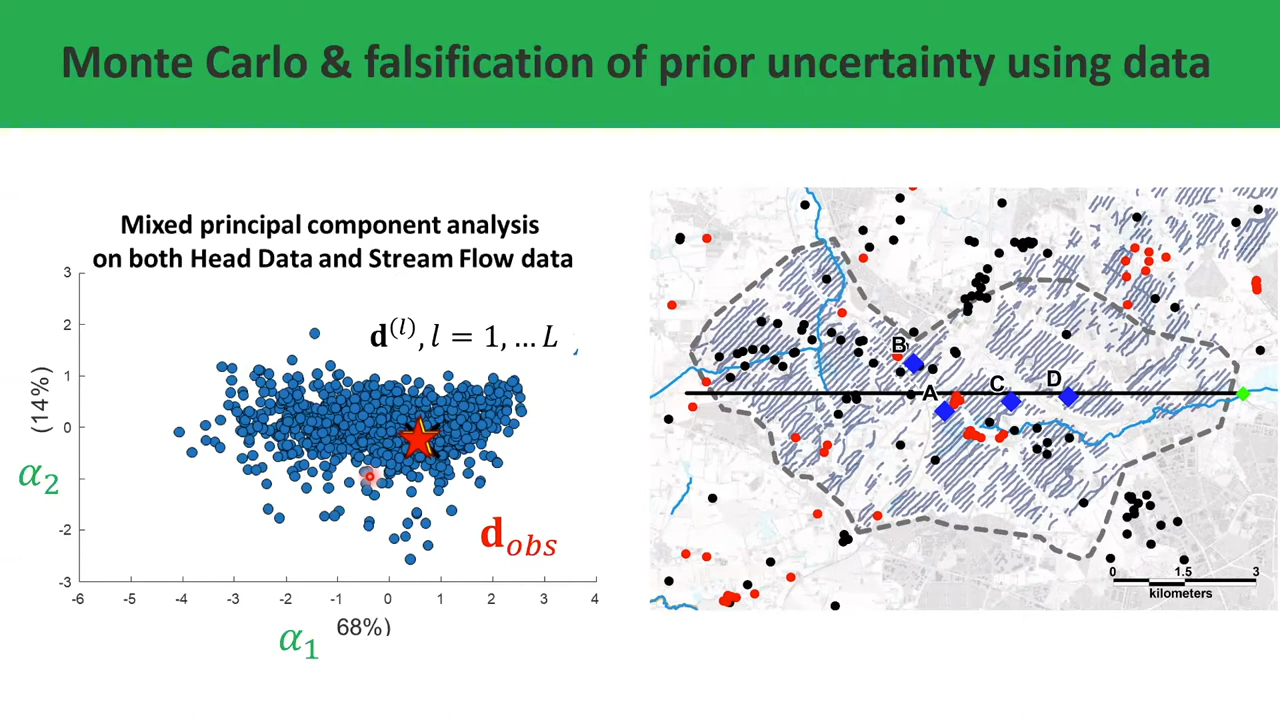 Monte Carlo & falsification of prior uncertainty using data
Mixed principal component analysis
on both Head Data and Stream Flow data
d^(l), l = 1, … L
3
2
1
0
-2
-3
(14%)
α₂
-6 -5 -4 -3 -2 -1 0 1 2 3 4
α₁ 68%)
d_obs
B
A
C
D
0 1.5 3
kilometers